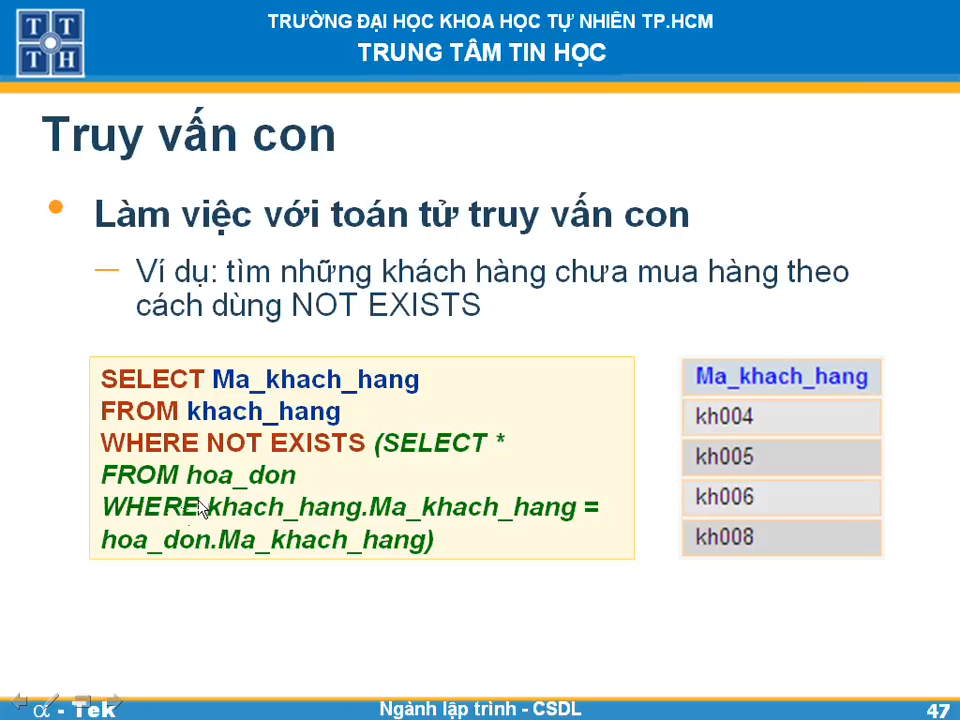 T T
T H
TRƯỜNG ĐẠI HỌC KHOA HỌC TỰ NHIÊN TP.HCM
TRUNG TÂM TIN HỌC
Truy vấn con
Làm việc với toán tử truy vấn con
Ví dụ: tìm những khách hàng chưa mua hàng theo
cách dùng NOT EXISTS
SELECT Ma_khach_hang
FROM khach_hang
WHERE NOT EXISTS (SELECT *
FROM hoa_don
WHERE khach_hang.Ma_khach_hang =
hoa_don.Ma_khach_hang)
Ma_khach_hang
kh004
kh005
kh006
kh008
α - Tek
Ngành lập trình - CSDL
47